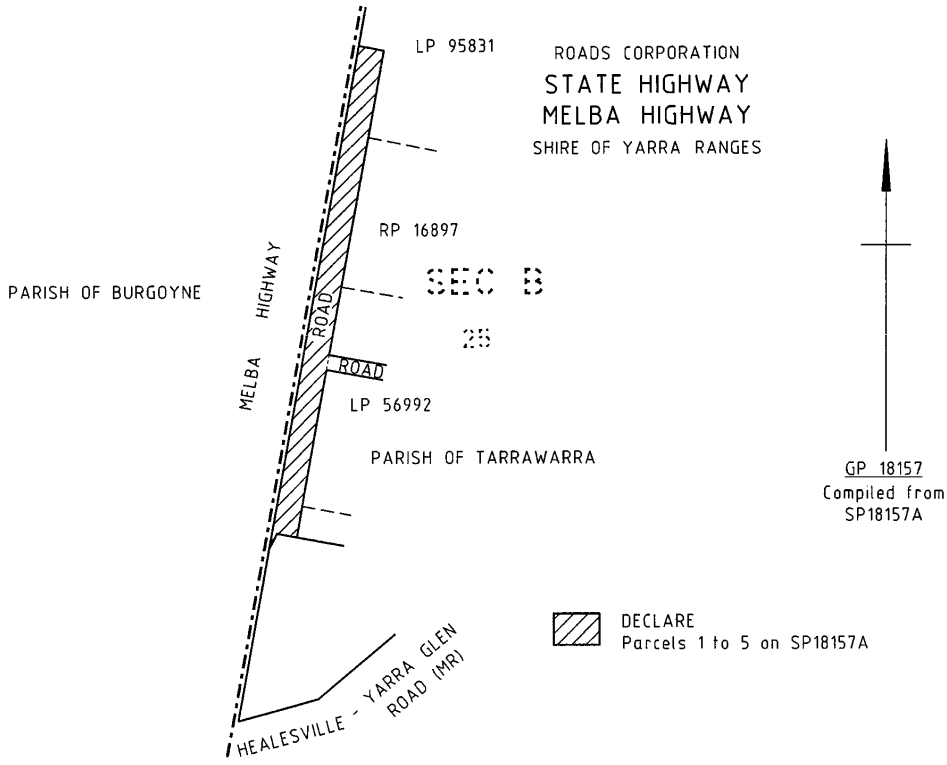 LP 95831
ROADS CORPORATION
STATE HIGHWAY
MELBA HIGHWAY
SHIRE OF YARRA RANGES
RP 16897
PARISH OF BURGOYNE
MELBA HIGHWAY
ROAD
SEC B
25
ROAD
LP 56992
PARISH OF TARRAWARRA
GP 18157
Compiled from
SP18157A
DECLARE
Parcels 1 to 5 on SP18157A
HEALESVILLE - YARRA GLEN
ROAD (MR)